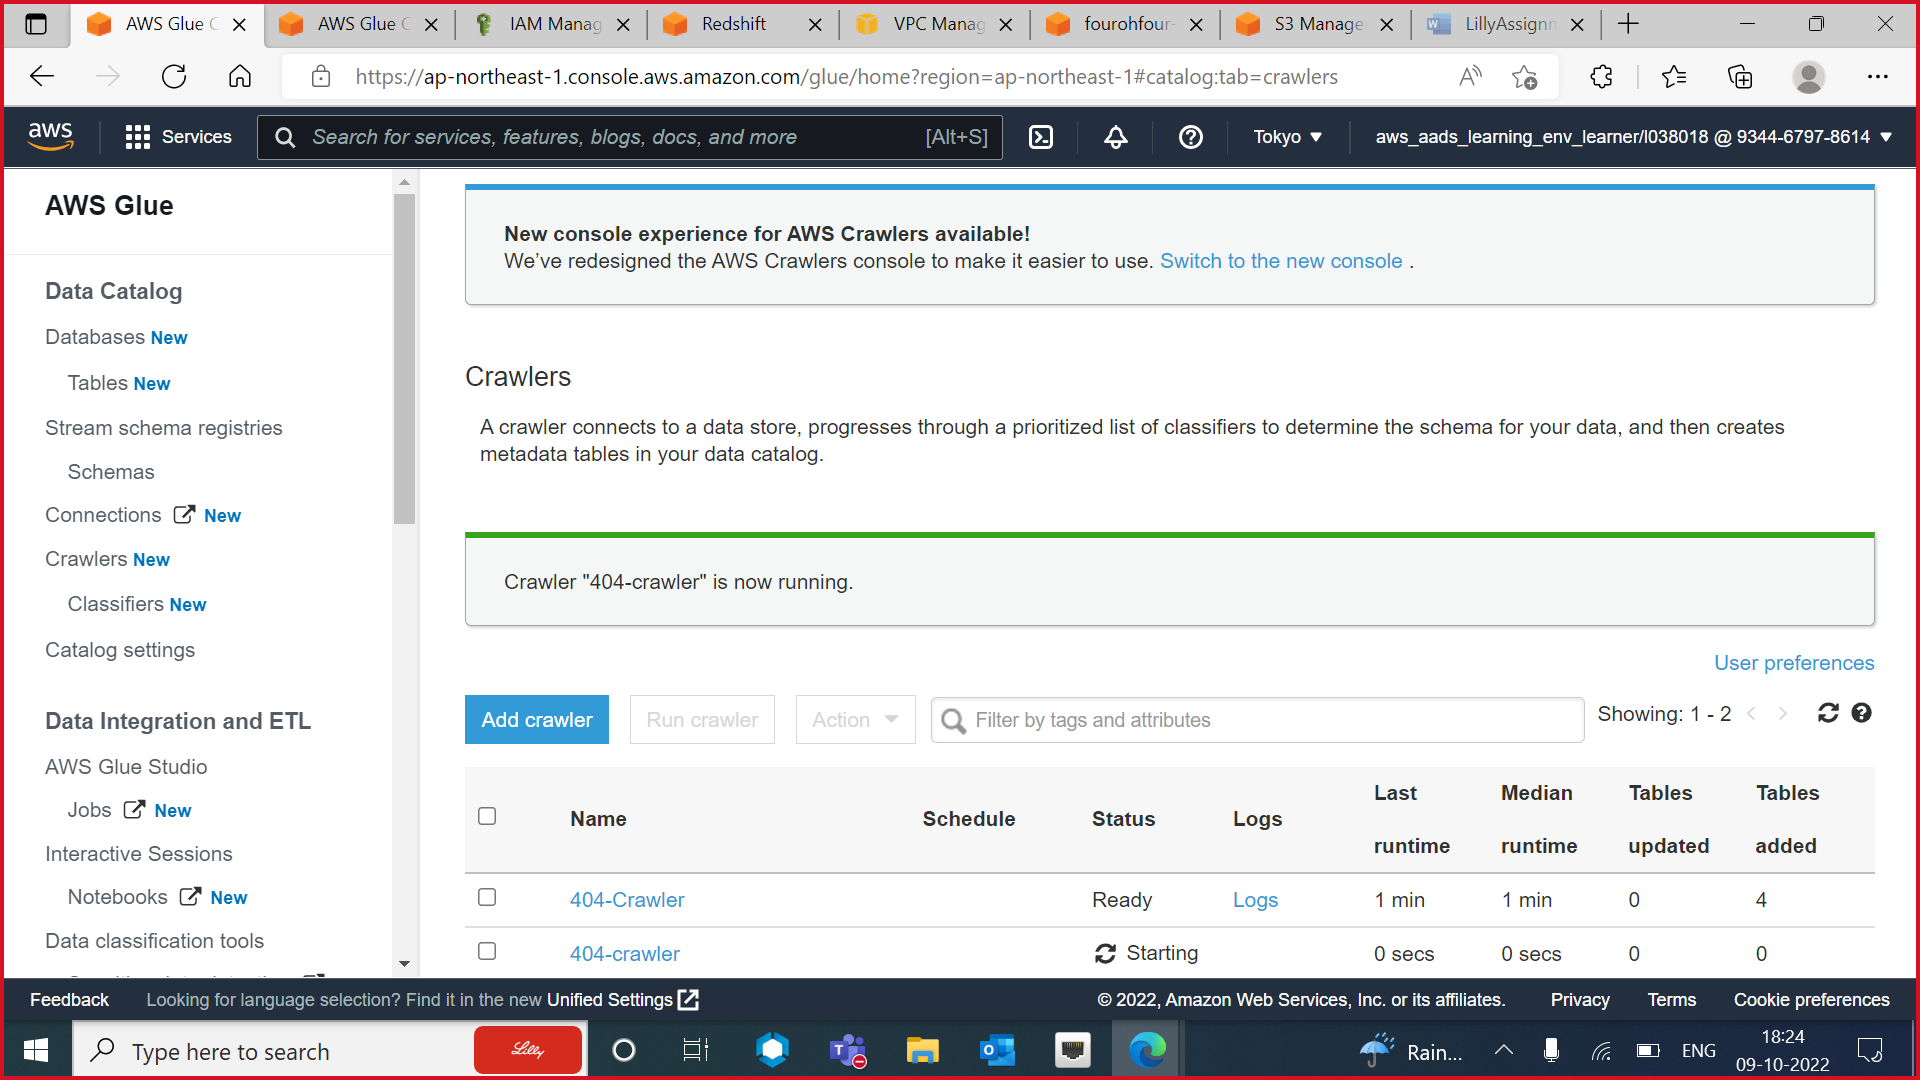 AWS Glue C
AWS Glue C
IAM Manag
Redshift
VPC Manag
fourohfour-
S3 Manage
LillyAssignn
https://ap-northeast-1.console.aws.amazon.com/glue/home?region=ap-northeast-1#catalog:tab=crawlers
aws
Services
Search for services, features, blogs, docs, and more
[Alt+S]
Tokyo
aws_aads_learning_env_learner/l038018 @ 9344-6797-8614
AWS Glue
Data Catalog
Databases New
Tables New
Stream schema registries
Schemas
Connections New
Crawlers New
Classifiers New
Catalog settings
Data Integration and ETL
AWS Glue Studio
Jobs New
Interactive Sessions
Notebooks New
Data classification tools
New console experience for AWS Crawlers available!
We've redesigned the AWS Crawlers console to make it easier to use. Switch to the new console .
Crawlers
A crawler connects to a data store, progresses through a prioritized list of classifiers to determine the schema for your data, and then creates
metadata tables in your data catalog.
Crawler "404-crawler" is now running.
User preferences
Add crawler
Run crawler
Action
Filter by tags and attributes
Showing: 1 - 2
Name
Schedule
Status
Logs
Last
runtime
Median
runtime
Tables
updated
Tables
added
404-Crawler
Ready
Logs
1 min
1 min
0
4
404-crawler
Starting
0 secs
0 secs
0
0
Feedback
Looking for language selection? Find it in the new Unified Settings
© 2022, Amazon Web Services, Inc. or its affiliates.
Privacy
Terms
Cookie preferences
Type here to search
Lilly
Rain...
ENG
18:24
09-10-2022